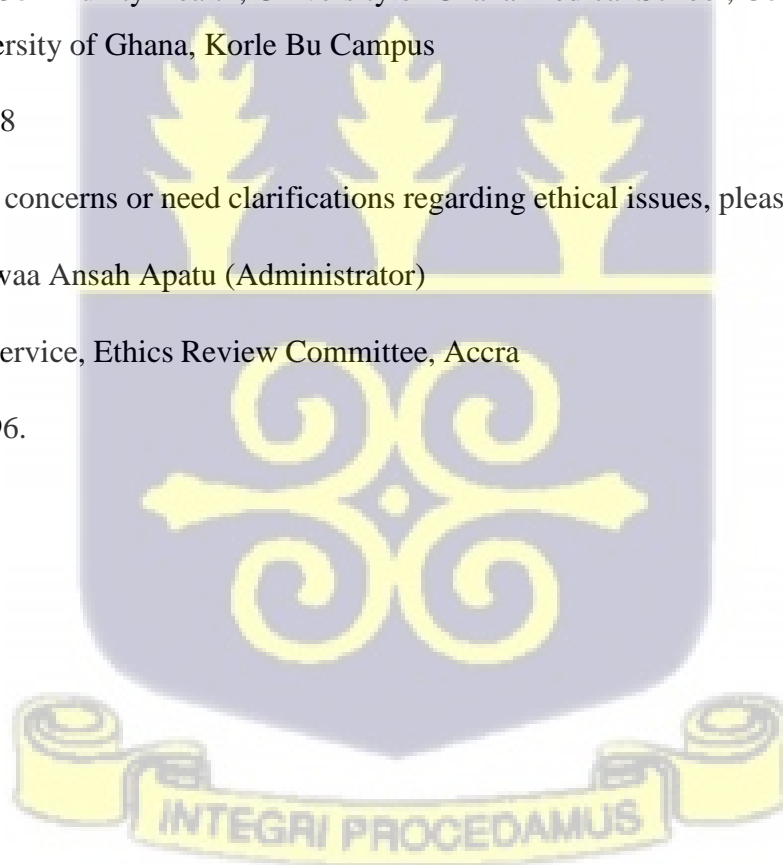 ersity of Ghana, Korle Bu Campus
8
concerns or need clarifications regarding ethical issues, pleas
waa Ansah Apatu (Administrator)
ervice, Ethics Review Committee, Accra
96.
INTEGRI PROCEDAMUS